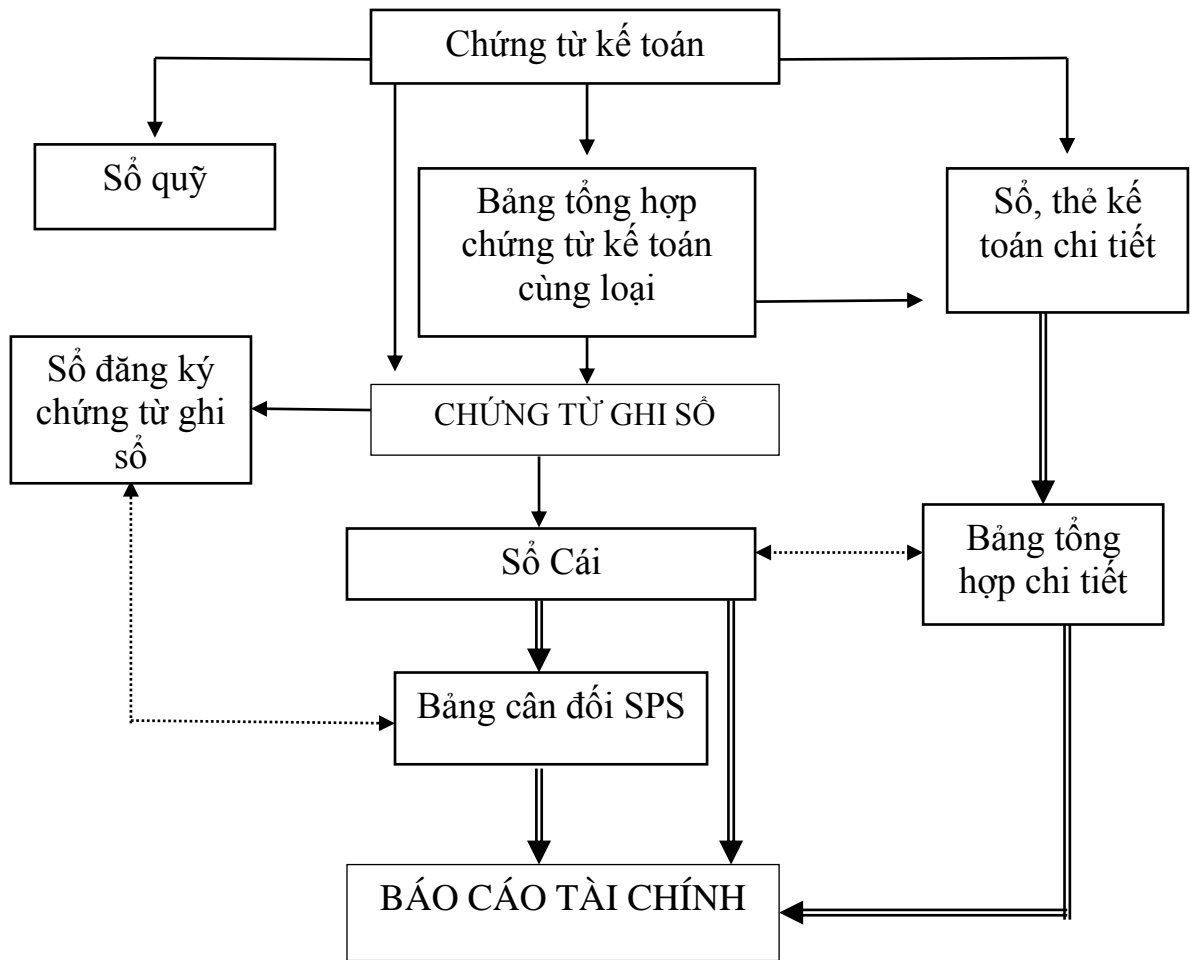 Chứng từ kế toán
Sổ quỹ
Bảng tổng hợp
chứng từ kế toán
cùng loại
Sổ, thẻ kế
toán chi tiết
Sổ đăng ký
chứng từ ghi
sổ
CHỨNG TỪ GHI SỔ
Sổ Cái
Bảng tổng
hợp chi tiết
Bảng cân đối SPS
BÁO CÁO TÀI CHÍNH